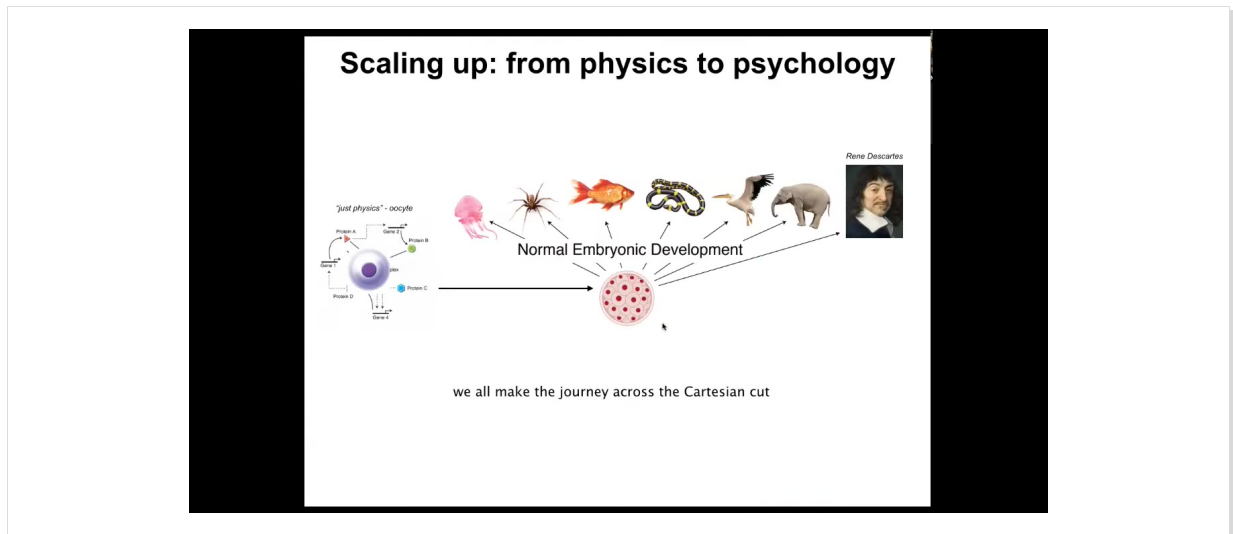 Scaling up: from physics to psychology
Rene Descartes
"just physics" - oocyte
Protein A
Gene 2
Protein B
Normal Embryonic Development
Gene 1
plex
Protein C
Protein D
Gene 4
we all make the journey across the Cartesian cut